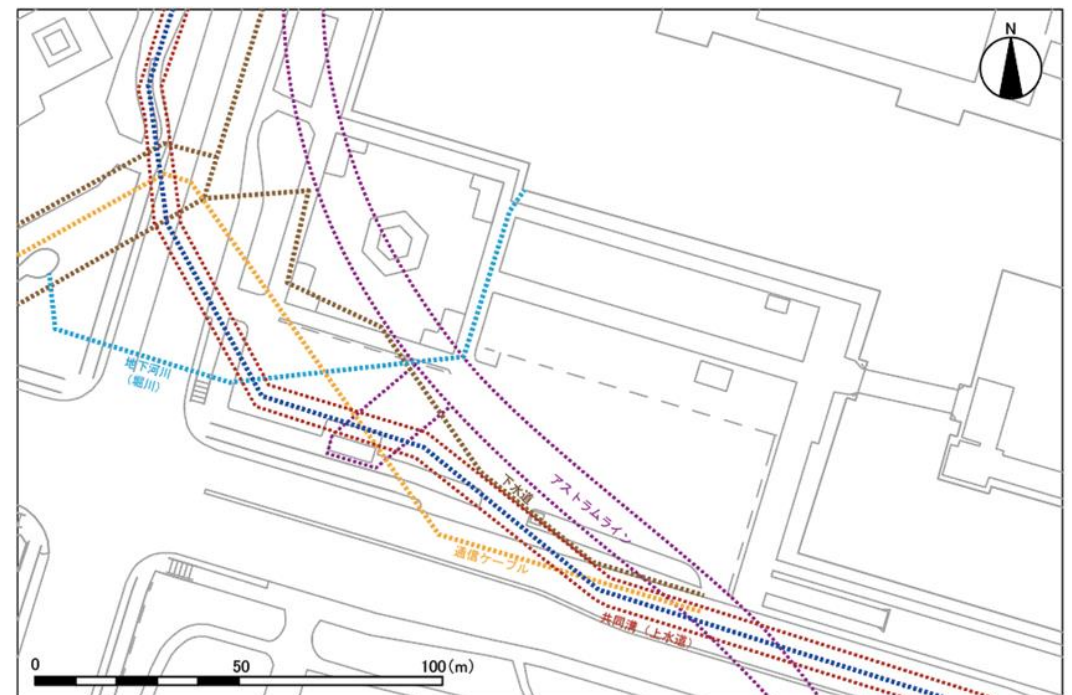 N
地下河川
（堀川）
下水道
アストラムライン
通信ケーブル
共同溝（上水道）
0 50 100(m)